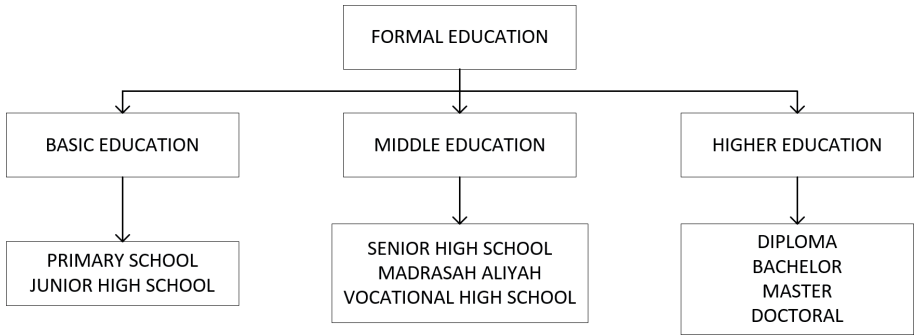 FORMAL EDUCATION
BASIC EDUCATION
MIDDLE EDUCATION
HIGHER EDUCATION
PRIMARY SCHOOL
JUNIOR HIGH SCHOOL
SENIOR HIGH SCHOOL
MADRASAH ALIYAH
VOCATIONAL HIGH SCHOOL
DIPLOMA
BACHELOR
MASTER
DOCTORAL